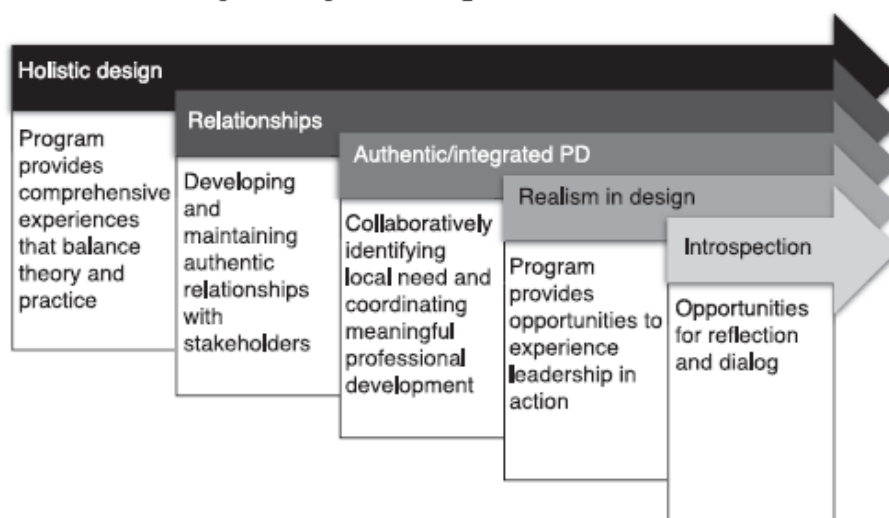 Holistic design
Program
provides
comprehensive
experiences
that balance
theory and
practice
Relationships
Developing
and
maintaining
authentic
relationships
with
stakeholders
Authentic/integrated PD
Collaboratively
identifying
local need and
coordinating
meaningful
professional
development
Realism in design
Program
provides
opportunities to
experience
leadership in
action
Introspection
Opportunities
for reflection
and dialog